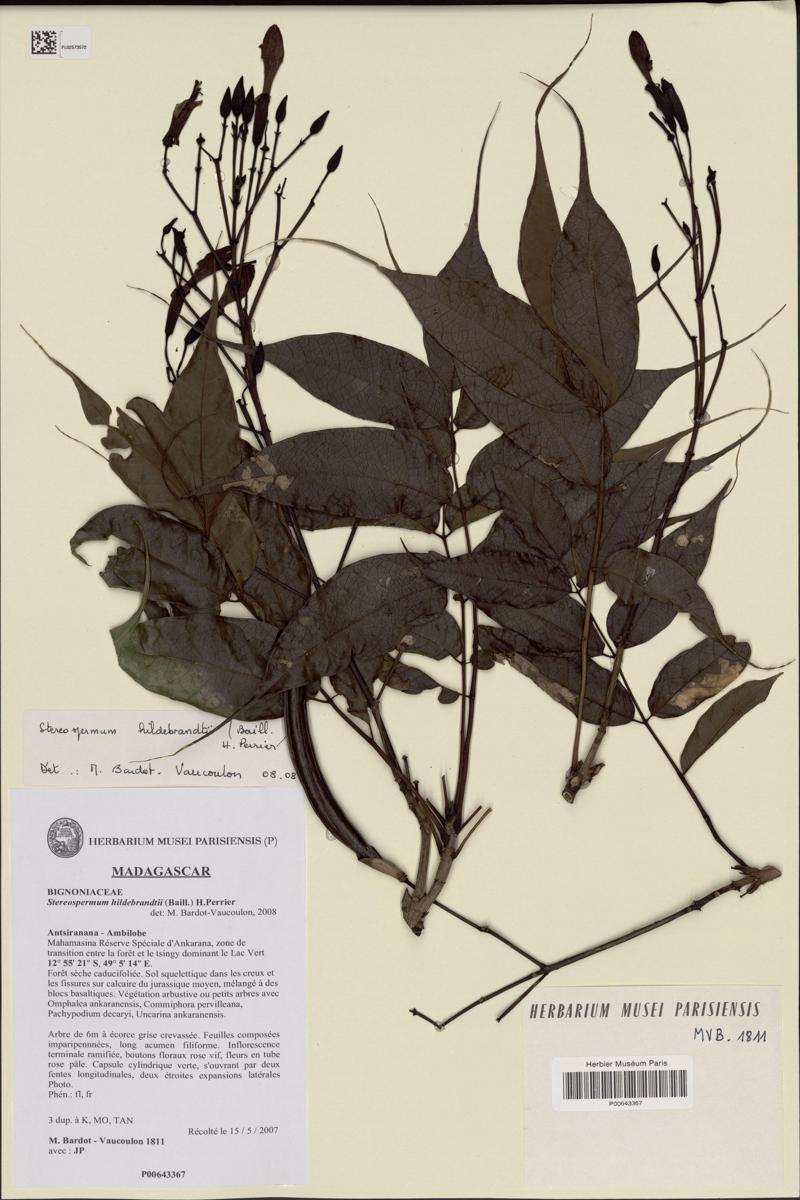 PU0573572
Stereospermum hildebrandtii (Baill.
H. Perrier
Det .: M. Bardot - Vaucoulon 08.08
HERBARIUM MUSEI PARISIENSIS (P)
MADAGASCAR
BIGNONIACEAE
Stereospermum hildebrandtii (Baill.) H.Perrier
det: M. Bardot-Vaucoulon, 2008
Antsiranana - Ambilobe
Mahamasina Réserve Spéciale d'Ankarana, zone de
transition entre la forêt et le tsingy dominant le Lac Vert
12° 55' 21" S, 49° 5' 14" E.
Forêt sèche caducifoliée. Sol squelettique dans les creux et
les fissures sur calcaire du jurassique moyen, mélangé à des
blocs basaltiques. Végétation arbustive ou petits arbres avec
Omphalea ankaranensis, Commiphora pervilleana,
Pachypodium decaryi, Uncarina ankaranensis.
Arbre de 6m à écorce grise crevassée. Feuilles composées
imparipennnées, long acumen filiforme. Inflorescence
terminale ramifiée, boutons floraux rose vif, fleurs en tube
rose pâle. Capsule cylindrique verte, s'ouvrant par deux
fentes longitudinales, deux étroites expansions latérales
Photo.
Phén.: fl, fr
3 dup. à K, MO, TAN
Récolté le 15 / 5 / 2007
M. Bardot - Vaucoulon 1811
avec : JP
P00643367
HERBARIUM MUSEI PARISIENSIS
MVB. 1811
Herbier Muséum Paris
P00643367